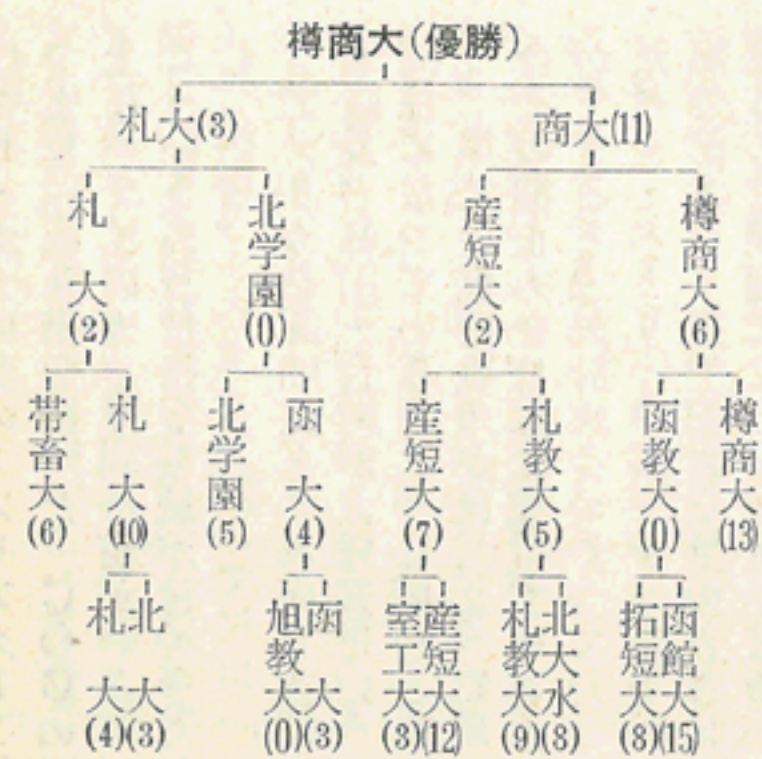 樽商大(優勝)
札大(3) 商大(11)
札大(2) 北学園(0) 産短大(2) 樽商大(6)
帯畜大(6) 札大(10) 北学園(5) 函大(4) 産短大(7) 札教大(5) 函教大(0) 樽商大(13)
札大(4) 北大(3) 旭教大(0) 函大(3) 室工大(3) 産短大(12) 札教大(9) 北大水(8) 拓短大(8) 函館大(15)